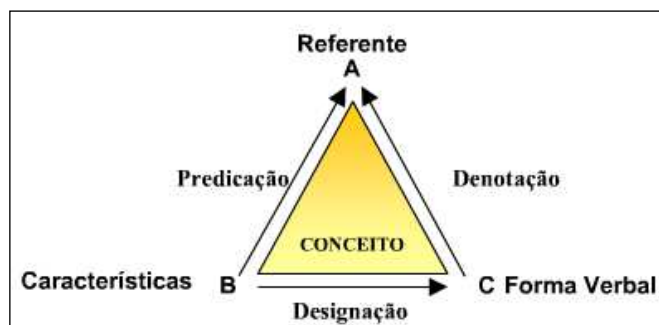 Referente
A
Predicação
Denotação
CONCEITO
Características B
C Forma Verbal
Designação